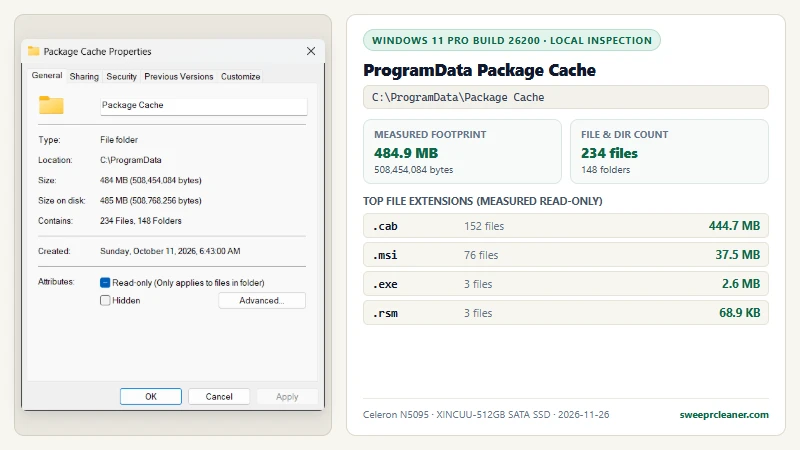 Package Cache Properties
General Sharing Security Previous Versions Customize
Package Cache
Type: File folder
Location: C:\ProgramData
Size: 484 MB (508,454,084 bytes)
Size on disk: 485 MB (508.768.256 bytes)
Contains: 234 Files, 148 Folders
Created: Sunday, October 11, 2026, 6:43:00 AM
Attributes: Read-only (Only applies to files in folder)
Hidden Advanced...
OK Cancel Apply
WINDOWS 11 PRO BUILD 26200 · LOCAL INSPECTION
ProgramData Package Cache
C:\ProgramData\Package Cache
MEASURED FOOTPRINT
484.9 MB
508,454,084 bytes
FILE & DIR COUNT
234 files
148 folders
TOP FILE EXTENSIONS (MEASURED READ-ONLY)
.cab 152 files 444.7 MB
.msi 76 files 37.5 MB
.exe 3 files 2.6 MB
.rsm 3 files 68.9 KB
Celeron N5095 · XINCUU-512GB SATA SSD · 2026-11-26 sweeprcleaner.com